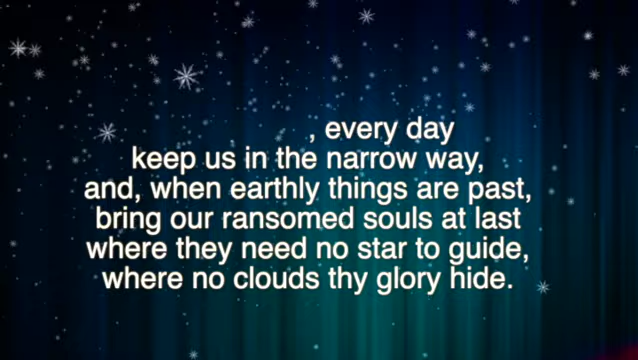 , every day
keep us in the narrow way,
and, when earthly things are past,
bring our ransomed souls at last
where they need no star to guide,
where no clouds thy glory hide.